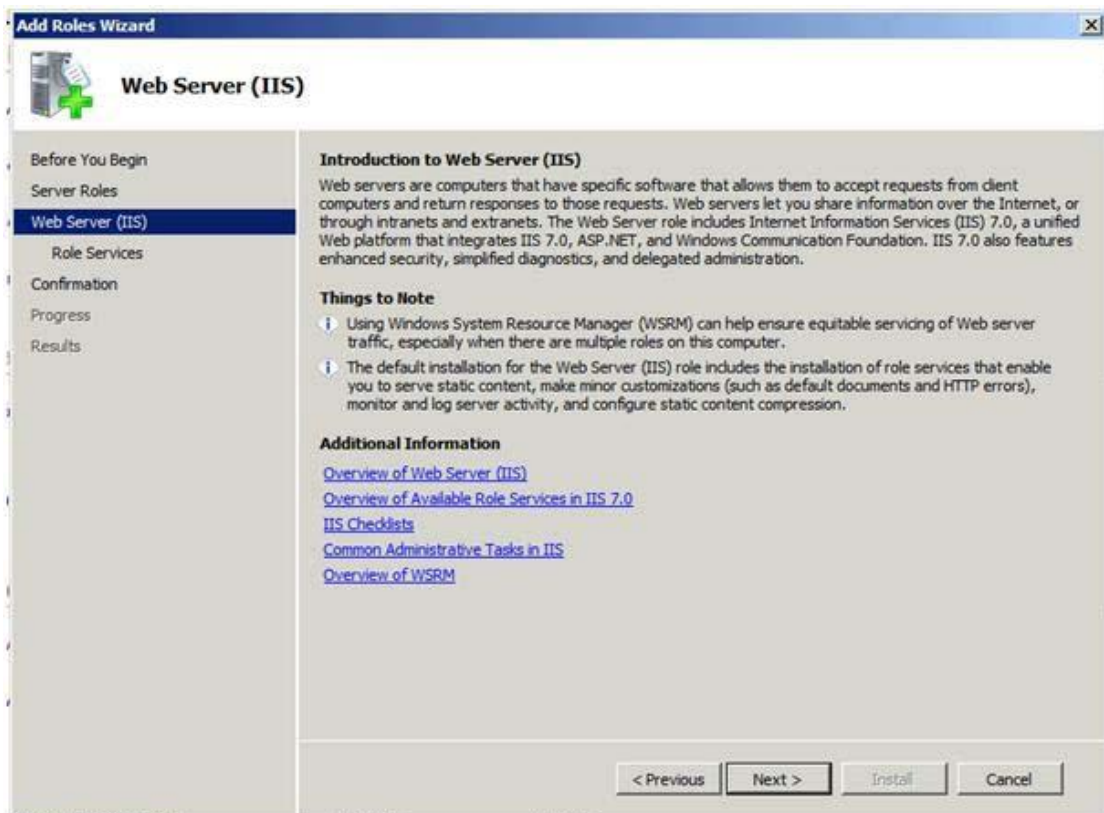 Add Roles Wizard
Web Server (IIS)
Before You Begin
Server Roles
Web Server (IIS)
Role Services
Confirmation
Progress
Results
Introduction to Web Server (IIS)
Web servers are computers that have specific software that allows them to accept requests from client
computers and return responses to those requests. Web servers let you share information over the Internet, or
through intranets and extranets. The Web Server role includes Internet Information Services (IIS) 7.0, a unified
Web platform that integrates IIS 7.0, ASP.NET, and Windows Communication Foundation. IIS 7.0 also features
enhanced security, simplified diagnostics, and delegated administration.
Things to Note
Using Windows System Resource Manager (WSRM) can help ensure equitable servicing of Web server
traffic, especially when there are multiple roles on this computer.
The default installation for the Web Server (IIS) role includes the installation of role services that enable
you to serve static content, make minor customizations (such as default documents and HTTP errors),
monitor and log server activity, and configure static content compression.
Additional Information
Overview of Web Server (IIS)
Overview of Available Role Services in IIS 7.0
IIS Checklists
Common Administrative Tasks in IIS
Overview of WSRM
< Previous
Next >
Install
Cancel